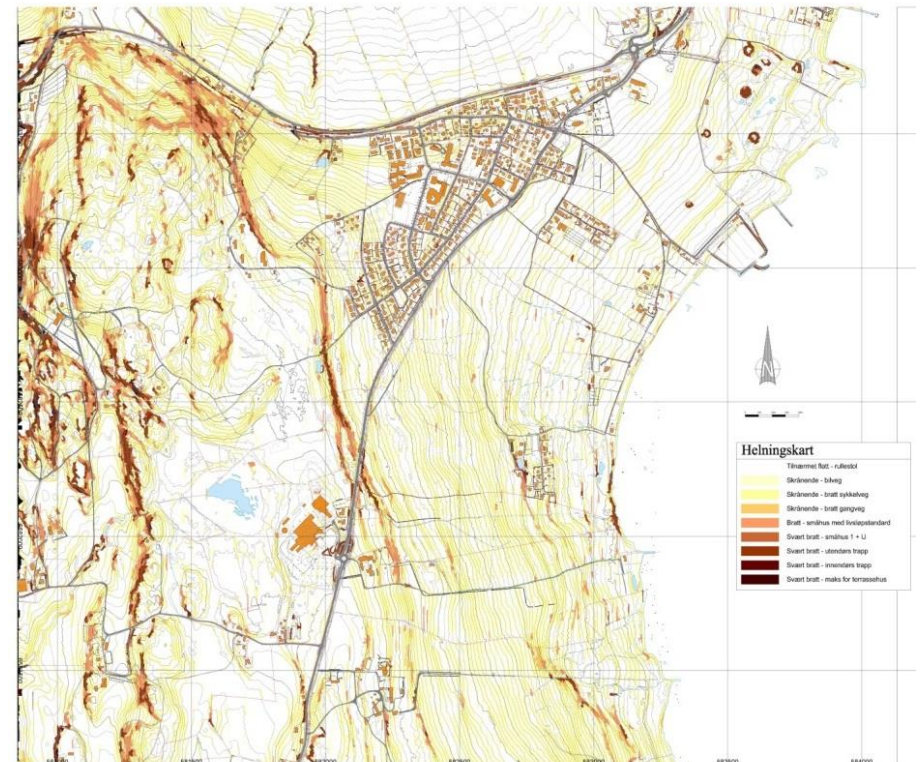 N
Helningskart
Tilnærmet flatt - rullestol
Skrånende - bilveg
Skrånende - bratt sykkelveg
Skrånende - bratt gangveg
Bratt - småhus med livsløpstandard
Svært bratt - småhus 1 + U
Svært bratt - utendørs trapp
Svært bratt - innendørs trapp
Svært bratt - maks for terrassehus